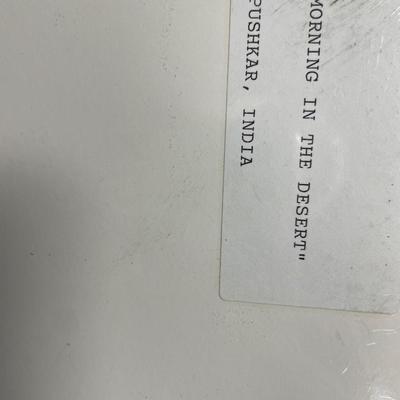 MORNING IN THE DESERT"
PUSHKAR, INDIA